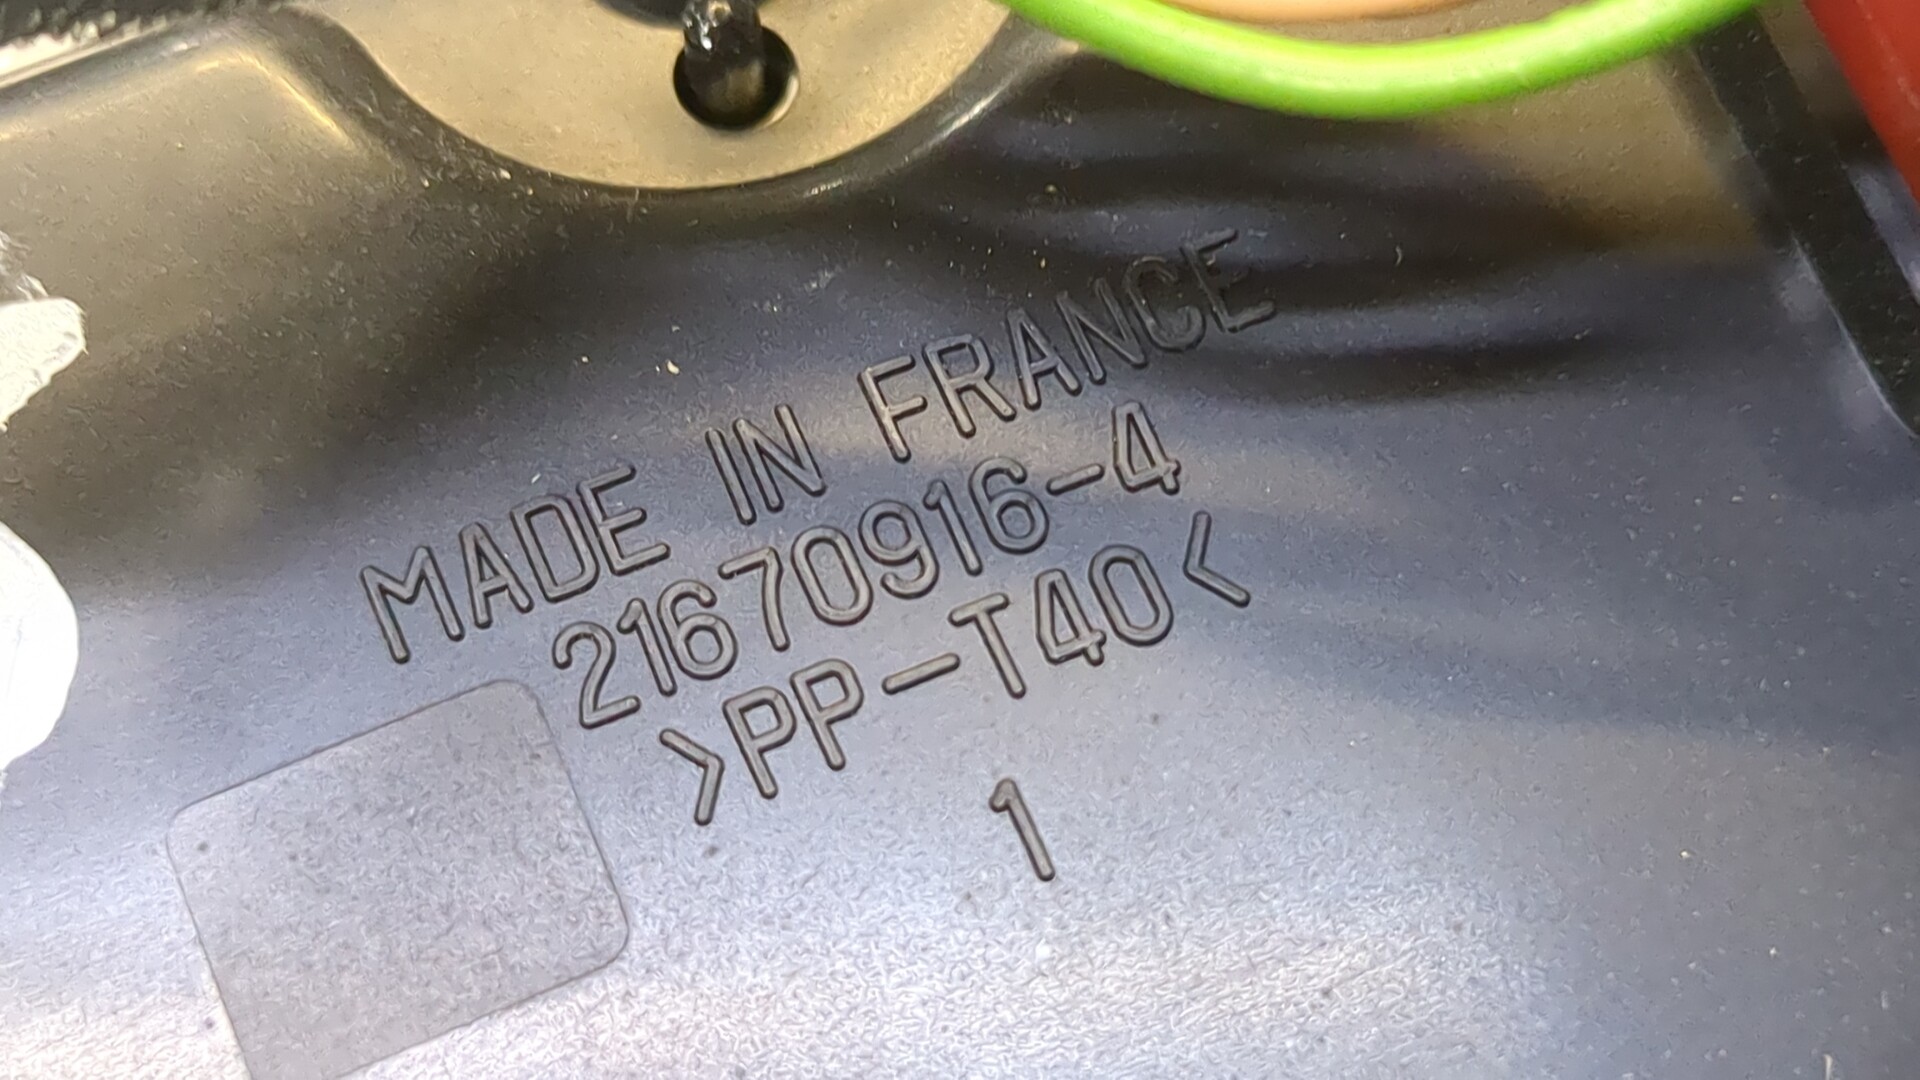 MADE IN FRANCE
21670916-4
>PP-T40<
1